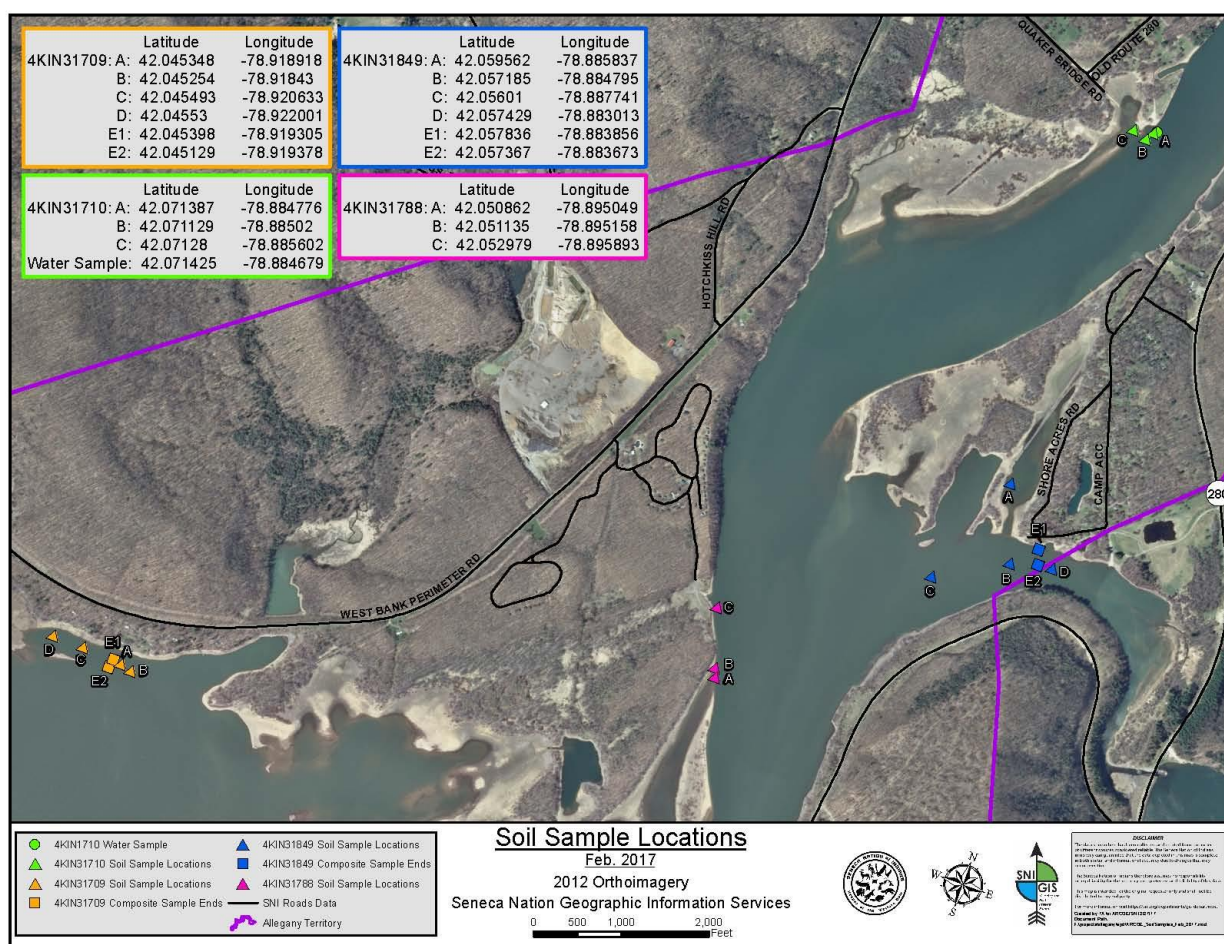 Latitude Longitude
4KIN31709: A: 42.045348 -78.918918
B: 42.045254 -78.91843
C: 42.045493 -78.920633
D: 42.04553 -78.922001
E1: 42.045398 -78.919305
E2: 42.045129 -78.919378
Latitude Longitude
4KIN31849: A: 42.059562 -78.885837
B: 42.057185 -78.884795
C: 42.05601 -78.887741
D: 42.057429 -78.883013
E1: 42.057836 -78.883856
E2: 42.057367 -78.883673
Latitude Longitude
4KIN31710: A: 42.071387 -78.884776
B: 42.071129 -78.88502
C: 42.07128 -78.885602
Water Sample: 42.071425 -78.884679
Latitude Longitude
4KIN31788: A: 42.050862 -78.895049
B: 42.051135 -78.895158
C: 42.052979 -78.895893
QUAKER BRIDGE RD
OLD ROUTE 280
C
B
A
HOTCHKISS HILL RD
SHORE ACRES RD
CAMP ACC
280
A
E1
B
E2
D
C
WEST BANK PERIMETER RD
C
B
A
D
C
E1
A
E2
B
4KIN1710 Water Sample
4KIN31710 Soil Sample Locations
4KIN31709 Soil Sample Locations
4KIN31709 Composite Sample Ends
4KIN31849 Soil Sample Locations
4KIN31849 Composite Sample Ends
4KIN31788 Soil Sample Locations
SNI Roads Data
Allegany Territory
Soil Sample Locations
Feb. 2017
2012 Orthoimagery
Seneca Nation Geographic Information Services
0 500 1,000 2,000
Feet
N
W
E
S
SNI
GIS
DISCLAIMER